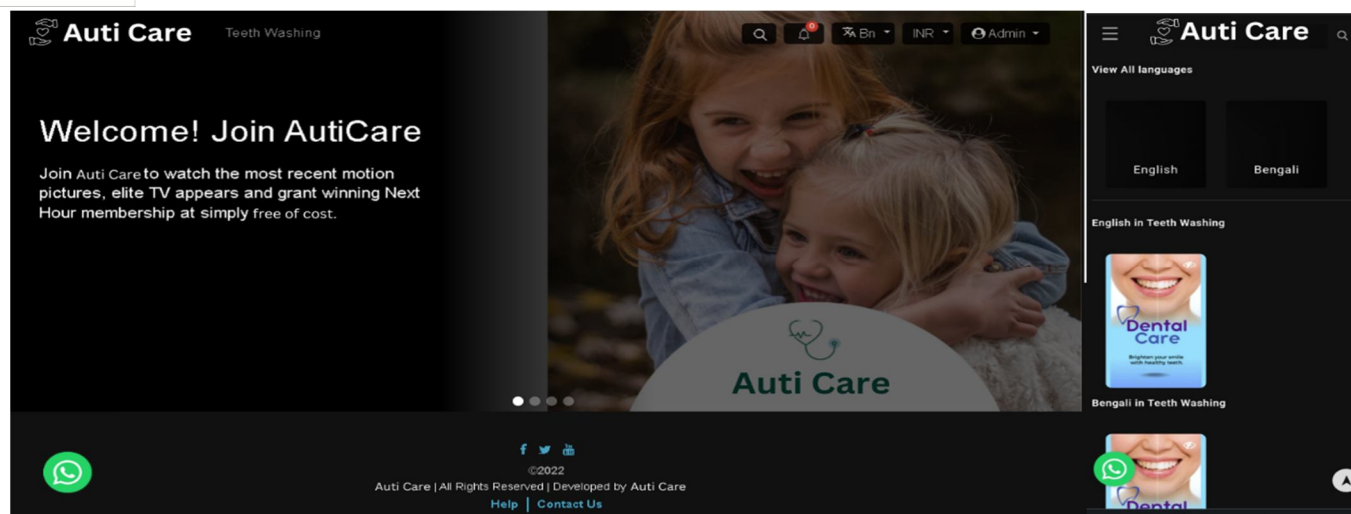 Auti Care
Teeth Washing
0
Bn
INR
Admin
Welcome! Join AutiCare
Join Auti Care to watch the most recent motion
pictures, elite TV appears and grant winning Next
Hour membership at simply free of cost.
Auti Care
©2022
Auti Care | All Rights Reserved | Developed by Auti Care
Help | Contact Us
Auti Care
View All languages
English
Bengali
English in Teeth Washing
Dental
Care
Brighten your smile
with healthy teeth.
Bengali in Teeth Washing
Dental